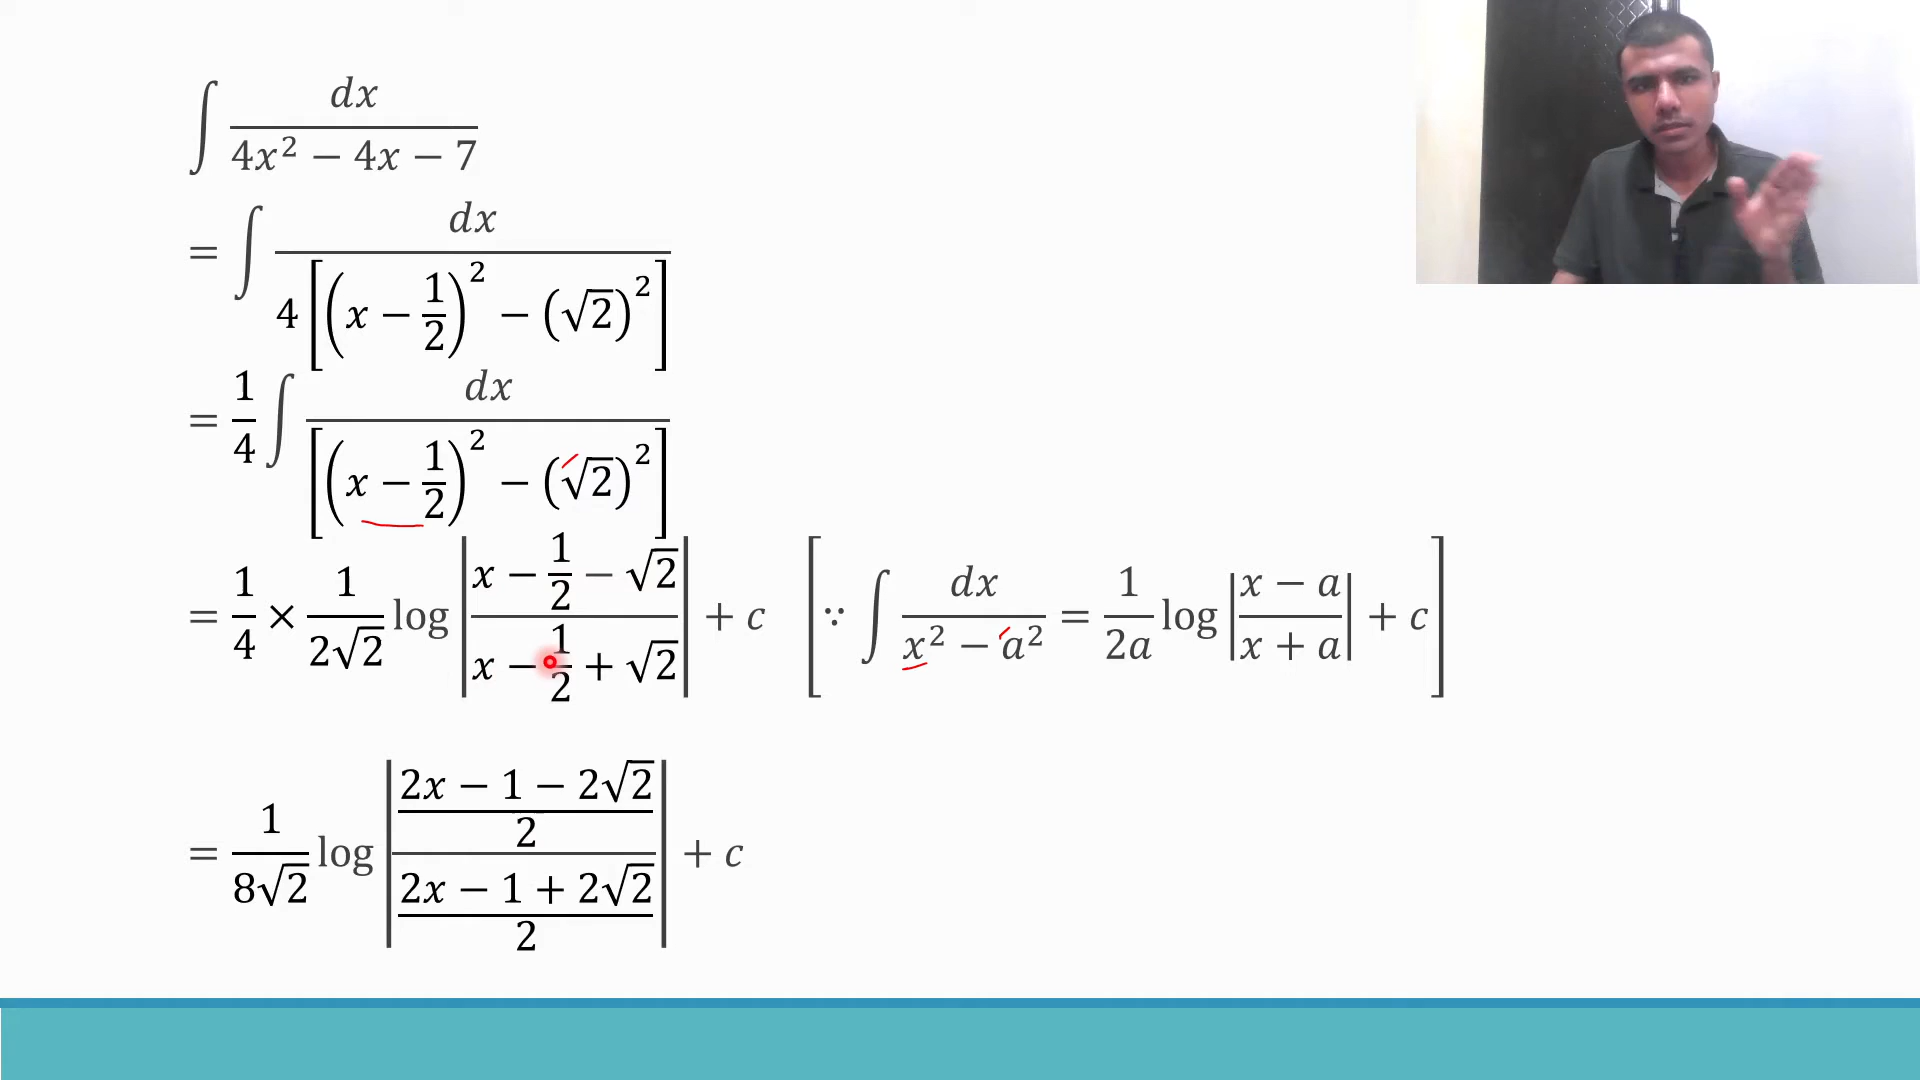 ∫ dx / (4x² − 4x − 7)
= ∫ dx / (4[(x − 1/2)² − (√2)²])
= 1/4 ∫ dx / [(x − 1/2)² − (√2)²]
= 1/4 × 1/(2√2) log |(x − 1/2 − √2) / (x − 1/2 + √2)| + c [∵ ∫ dx / (x² − a²) = 1/(2a) log |(x − a) / (x + a)| + c]
= 1/(8√2) log |((2x − 1 − 2√2)/2) / ((2x − 1 + 2√2)/2)| + c